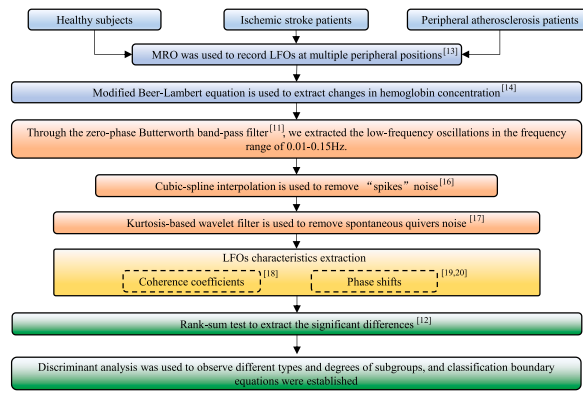 Healthy subjects
Ischemic stroke patients
Peripheral atherosclerosis patients
MRO was used to record LFOs at multiple peripheral positions[13]
Modified Beer-Lambert equation is used to extract changes in hemoglobin concentration[14]
Through the zero-phase Butterworth band-pass filter[11], we extracted the low-frequency oscillations in the frequency
range of 0.01-0.15Hz.
Cubic-spline interpolation is used to remove “spikes” noise[16]
Kurtosis-based wavelet filter is used to remove spontaneous quivers noise[17]
LFOs characteristics extraction
Coherence coefficients[18]
Phase shifts[19,20]
Rank-sum test to extract the significant differences[12]
Discriminant analysis was used to observe different types and degrees of subgroups, and classification boundary
equations were established